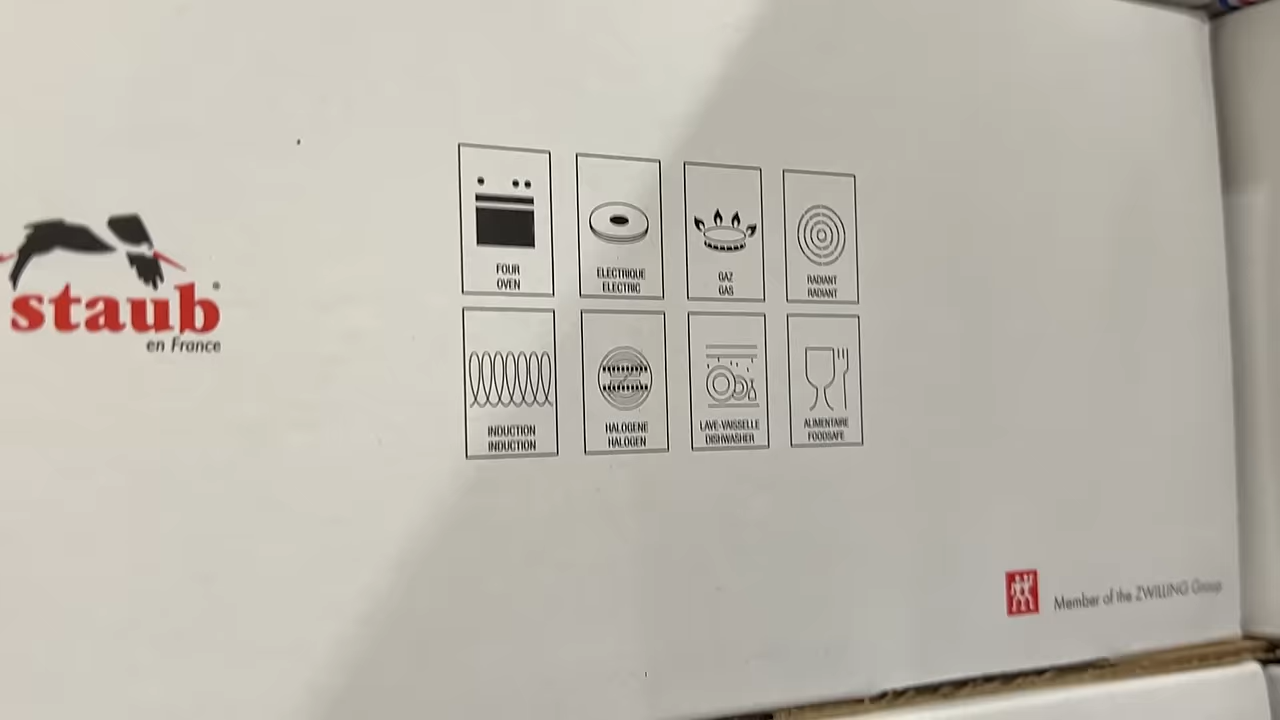 staub
en France
FOUR
OVEN
ELECTRIQUE
ELECTRIC
GAZ
GAS
RADIANT
RADIANT
INDUCTION
INDUCTION
HALOGENE
HALOGEN
LAVE-VAISSELLE
DISHWASHER
ALIMENTAIRE
FOODSAFE
Member of the ZWILLING Group